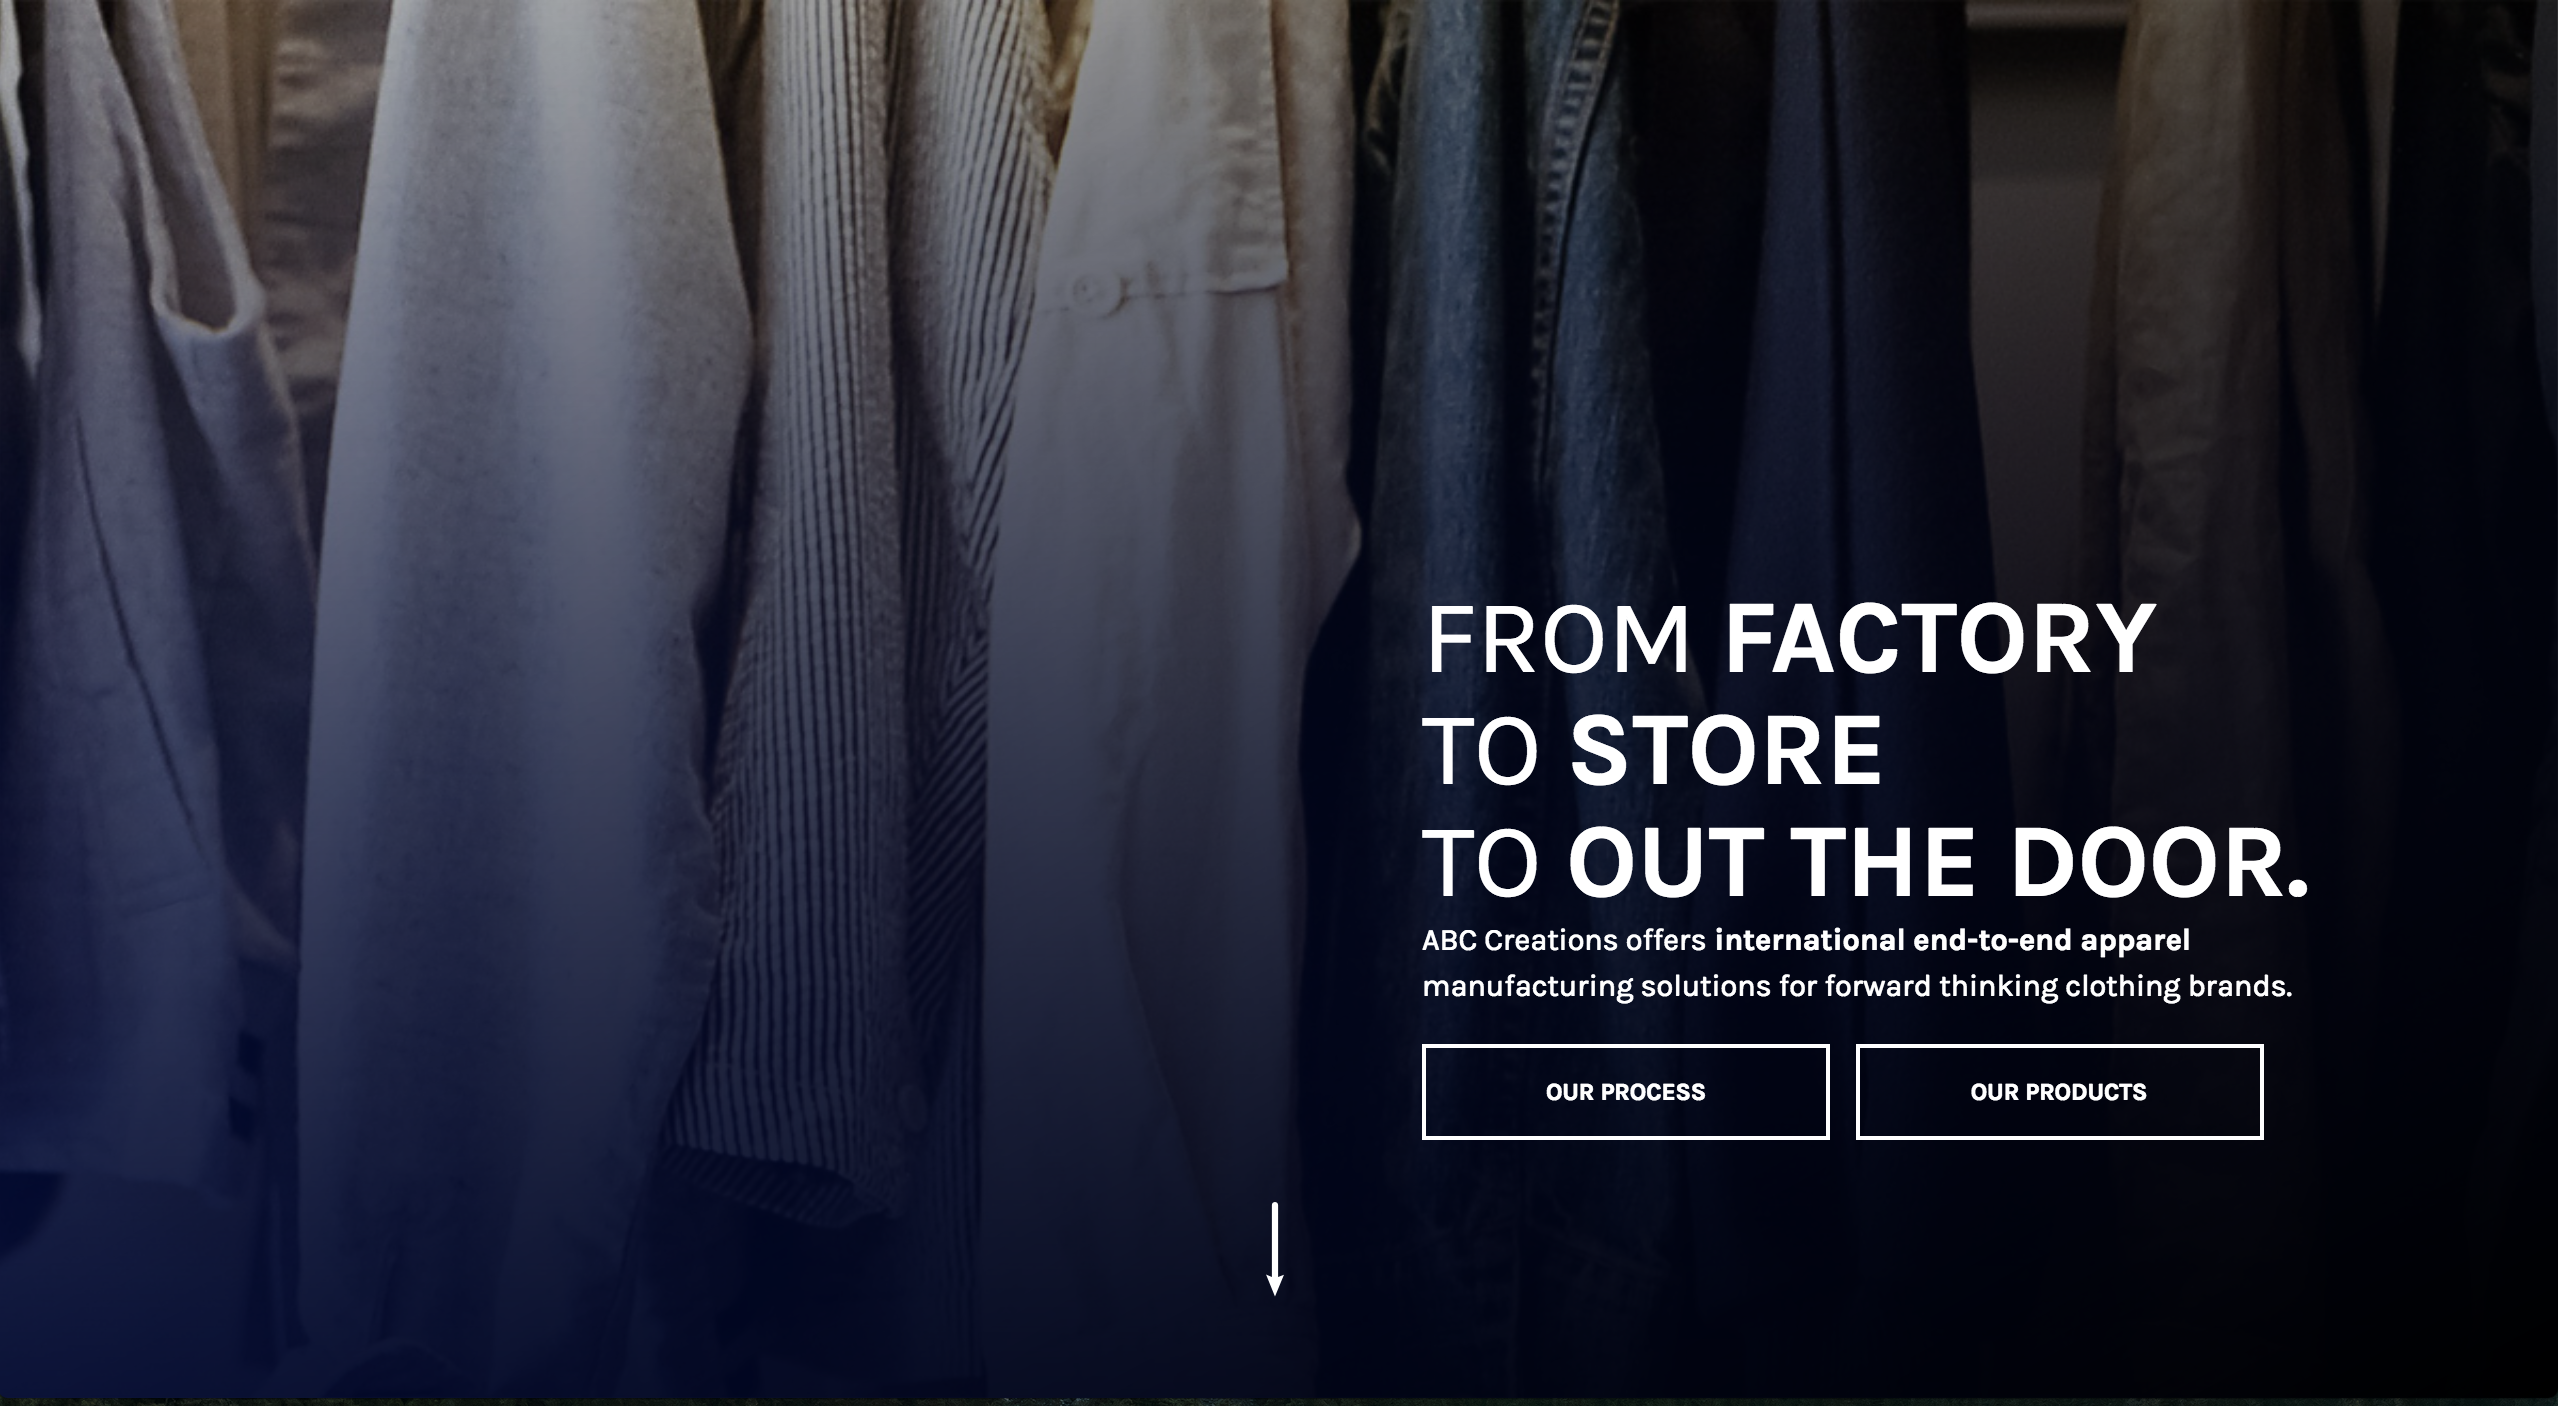 FROM FACTORY
TO STORE
TO OUT THE DOOR.
ABC Creations offers international end-to-end apparel
manufacturing solutions for forward thinking clothing brands.
OUR PROCESS
OUR PRODUCTS